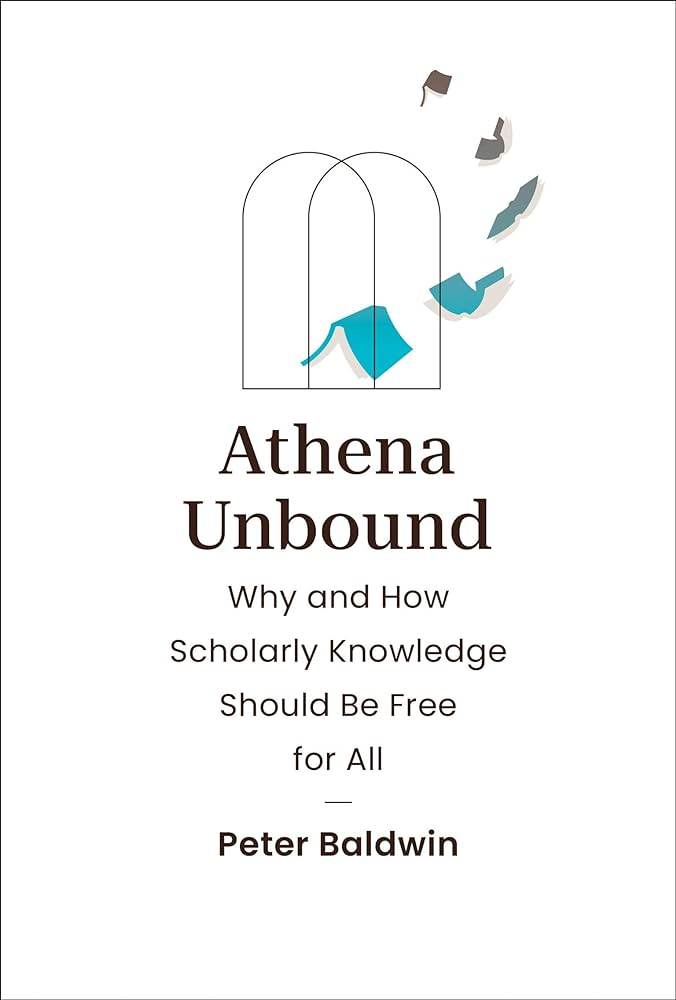 Athena
Unbound
Why and How
Scholarly Knowledge
Should Be Free
for All
Peter Baldwin